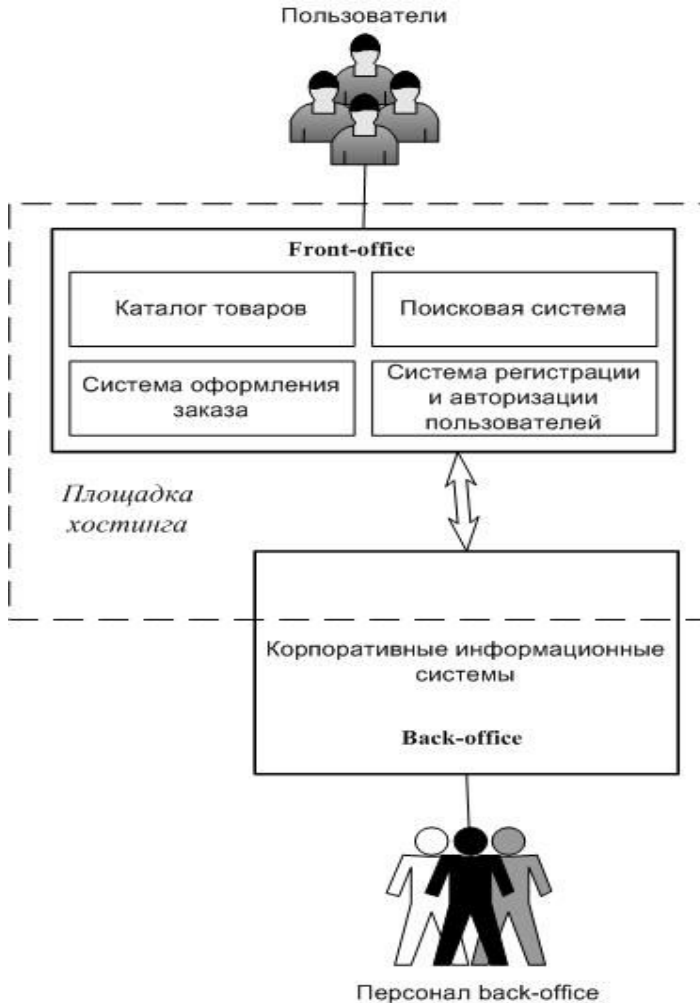 Пользователи
Front-office
Каталог товаров
Поисковая система
Система оформления
заказа
Система регистрации
и авторизации
пользователей
Площадка
хостинга
Корпоративные информационные
системы
Back-office
Персонал back-office